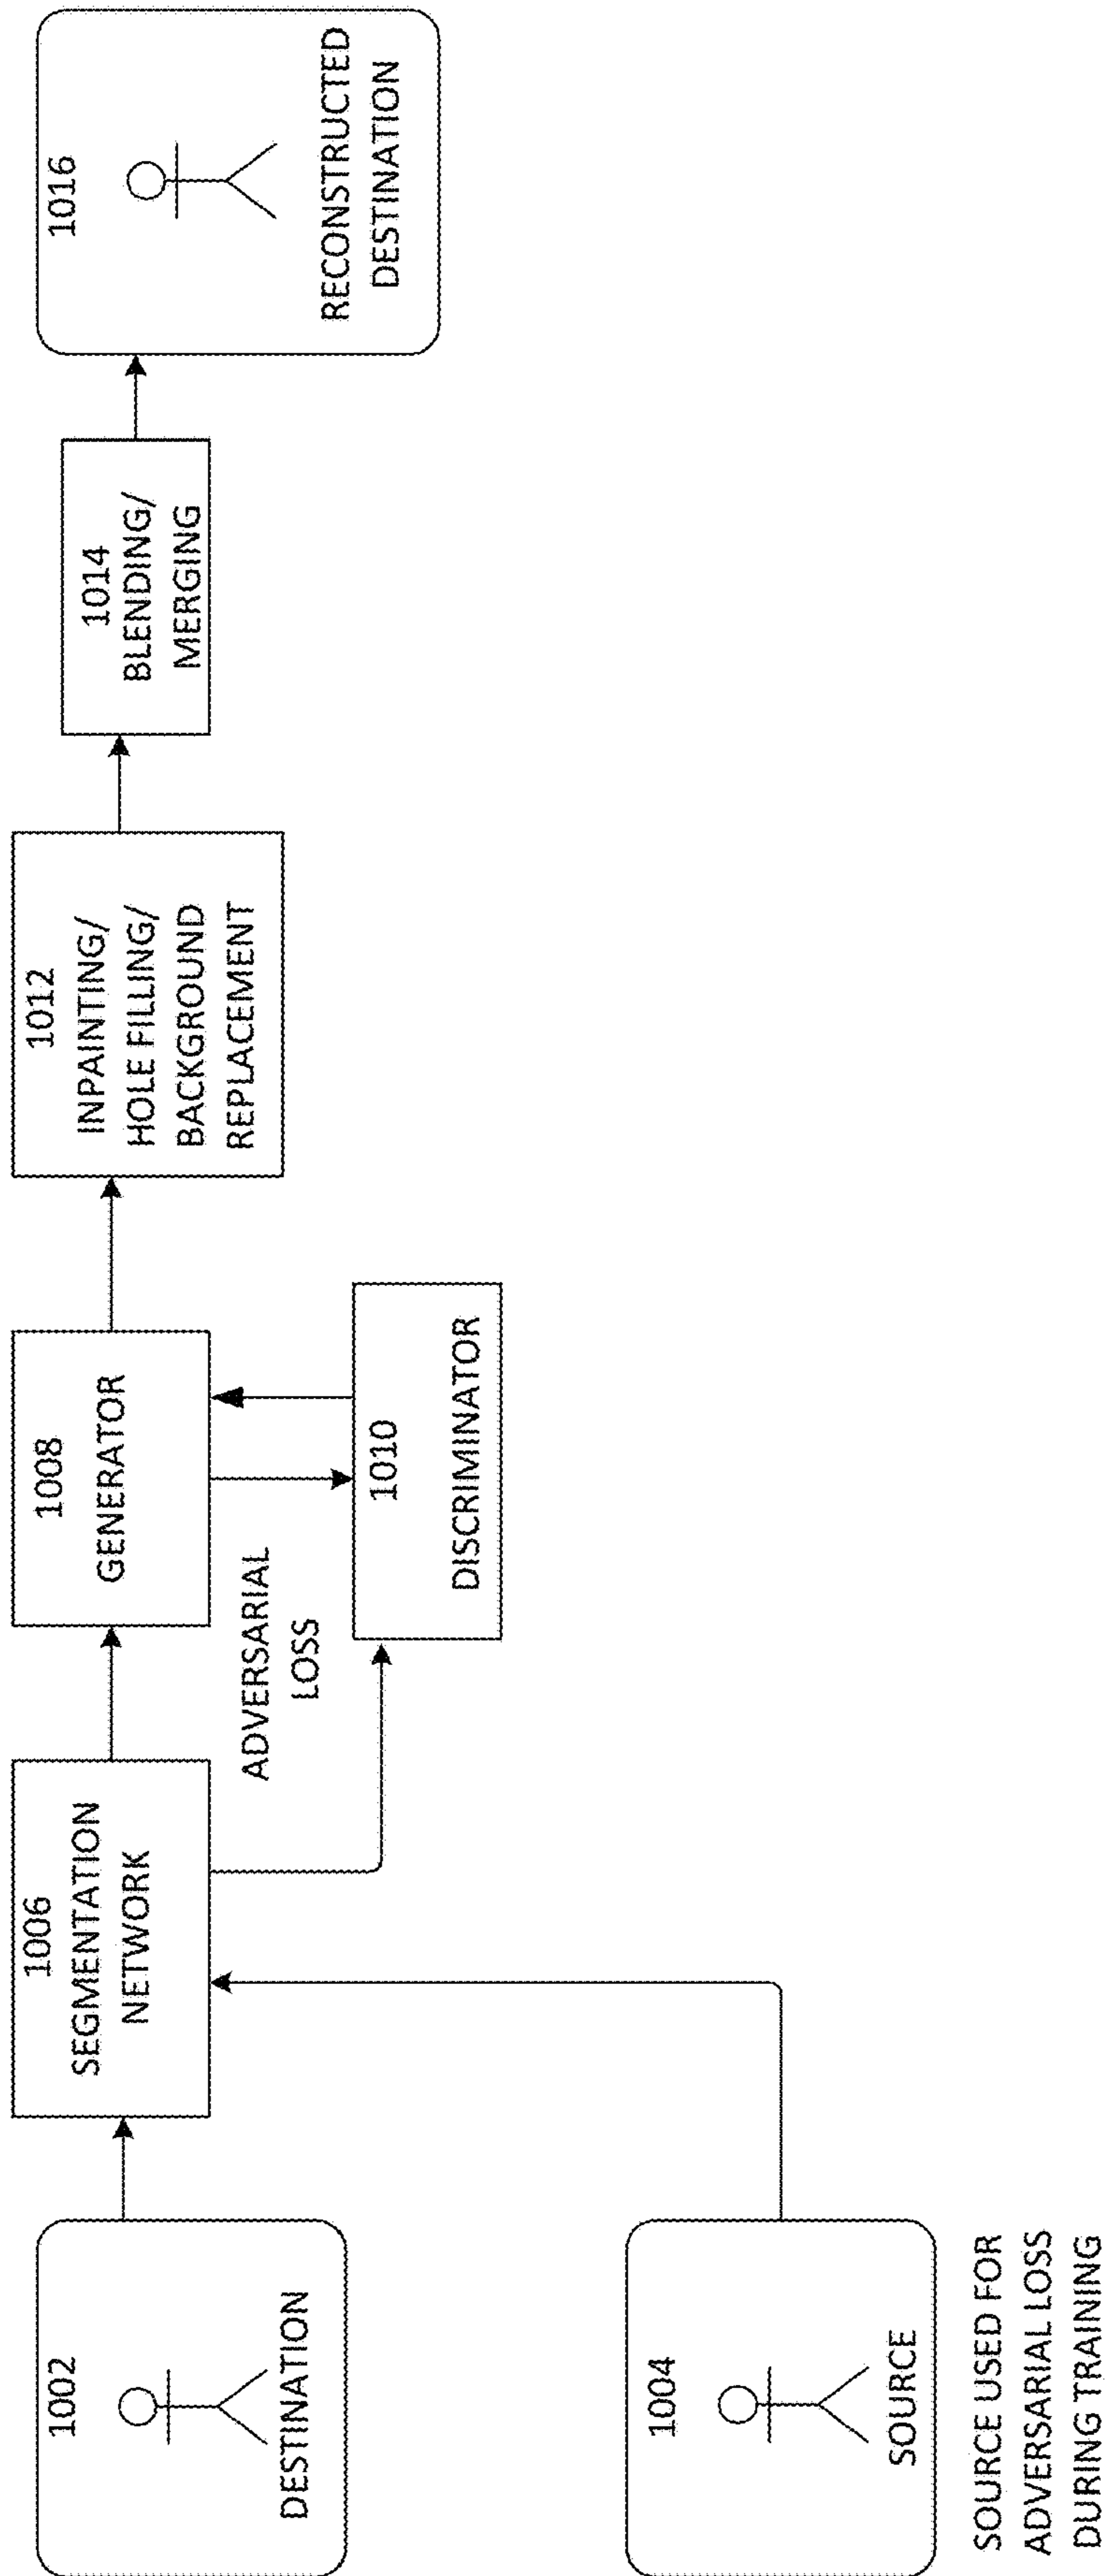 1002
DESTINATION
1004
SOURCE
SOURCE USED FOR
ADVERSARIAL LOSS
DURING TRAINING
1006
SEGMENTATION
NETWORK
ADVERSARIAL
LOSS
1008
GENERATOR
1010
DISCRIMINATOR
1012
INPAINTING/
HOLE FILLING/
BACKGROUND
REPLACEMENT
1014
BLENDING/
MERGING
1016
RECONSTRUCTED
DESTINATION